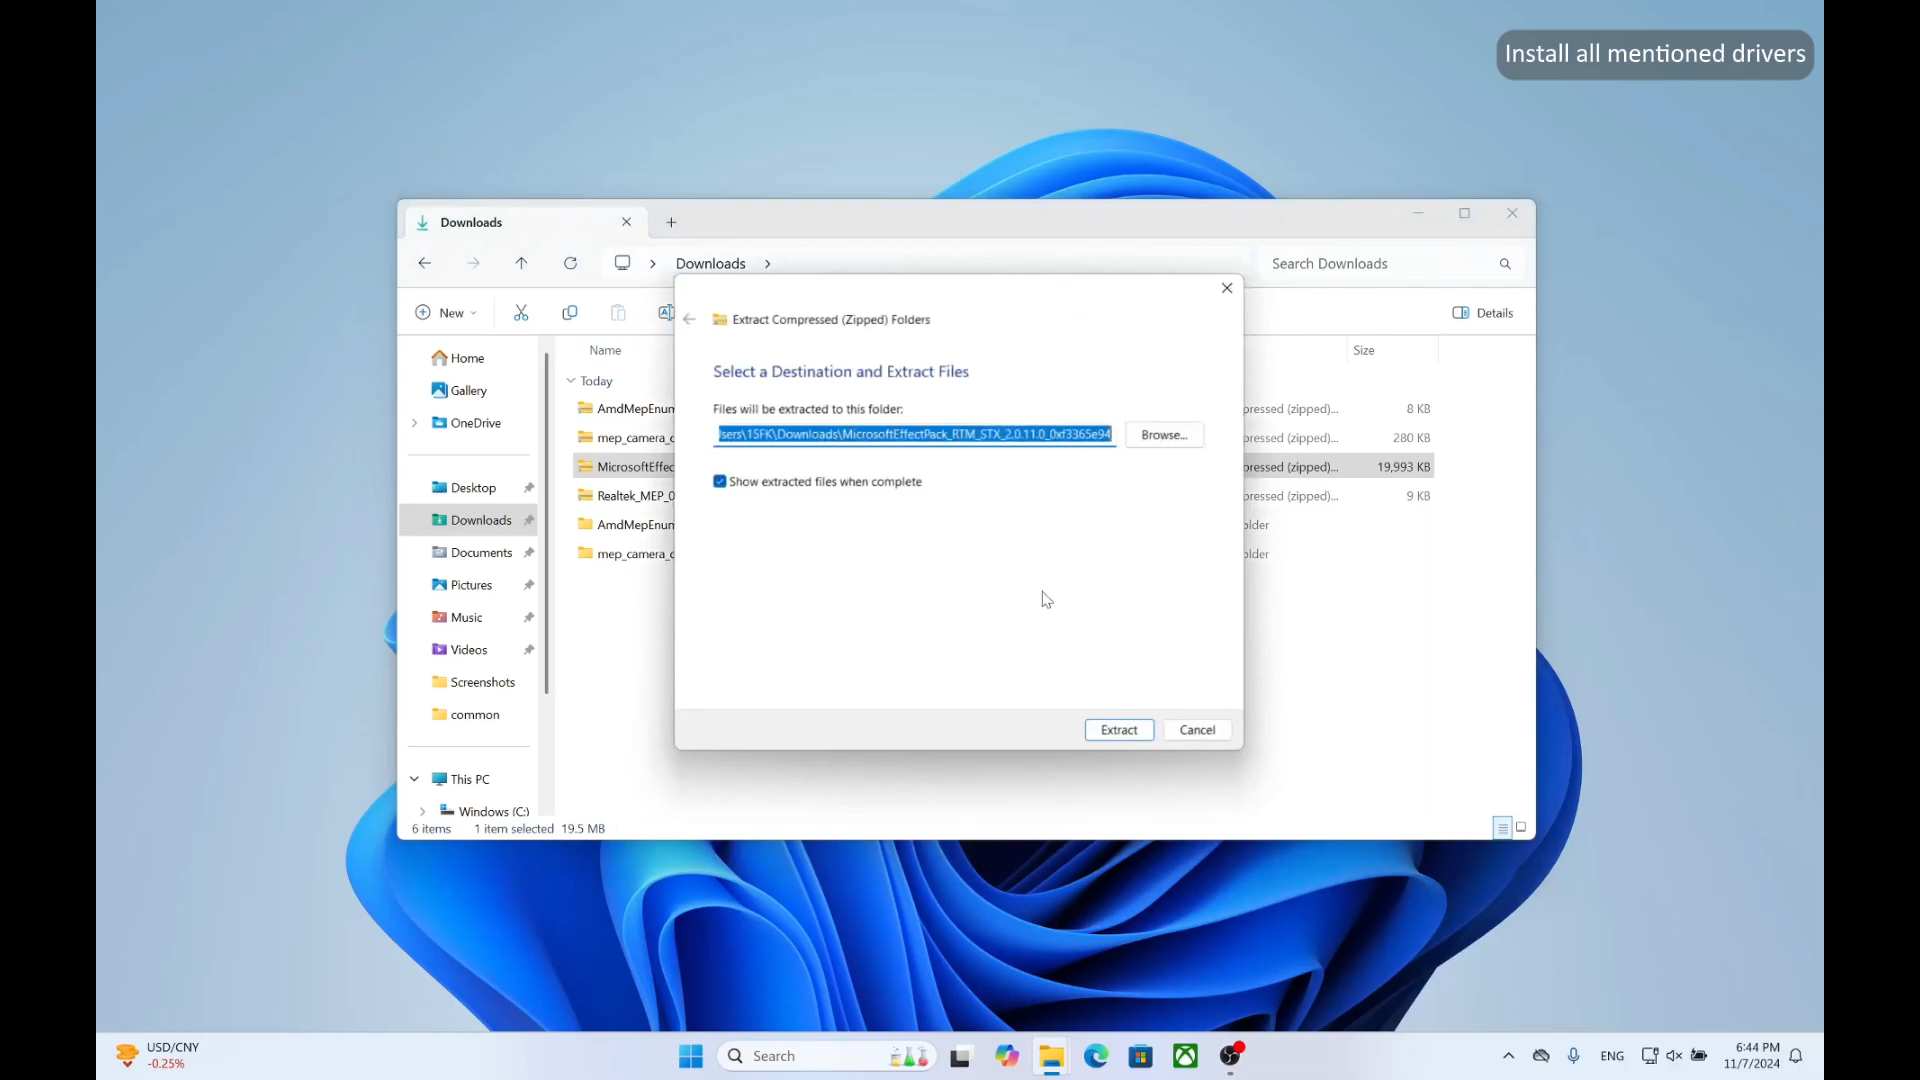 Install all mentioned drivers
Downloads
Downloads
Search Downloads
New
Details
Extract Compressed (Zipped) Folders
Select a Destination and Extract Files
Files will be extracted to this folder:
Isers\15FK\Downloads\MicrosoftEffectPack_RTM_STX_2.0.11.0_0xf3365e94
Browse...
Show extracted files when complete
Extract
Cancel
Home
Gallery
OneDrive
Desktop
Downloads
Documents
Pictures
Music
Videos
Screenshots
common
This PC
Windows (C:)
Name
Size
Today
AmdMepEnum
pressed (zipped)...
8 KB
mep_camera_c
pressed (zipped)...
280 KB
MicrosoftEffec
pressed (zipped)...
19,993 KB
Realtek_MEP_0
pressed (zipped)...
9 KB
AmdMepEnum
older
mep_camera_c
older
6 items
1 item selected 19.5 MB
USD/CNY
-0.25%
Search
ENG
6:44 PM
11/7/2024